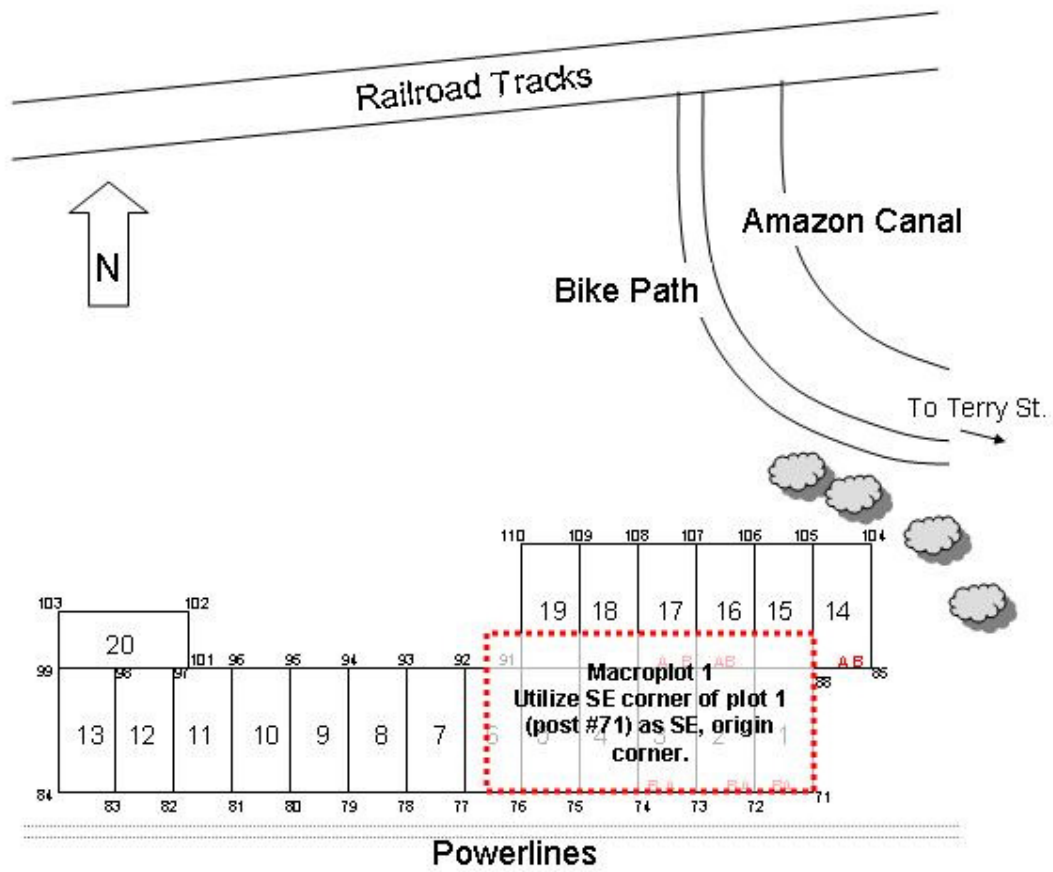 Railroad Tracks
N
Amazon Canal
Bike Path
To Terry St.
110 109 108 107 106 105 104
103 102
19 18 17 16 15 14
20
99 98 97 101 96 95 94 93 92 91 A B AB A B
88 85
Macroplot 1
Utilize SE corner of plot 1
(post #71) as SE, origin
corner.
13 12 11 10 9 8 7 6 5 4 3 2 1
B A B A B A
84 83 82 81 80 79 78 77 76 75 74 73 72 71
Powerlines